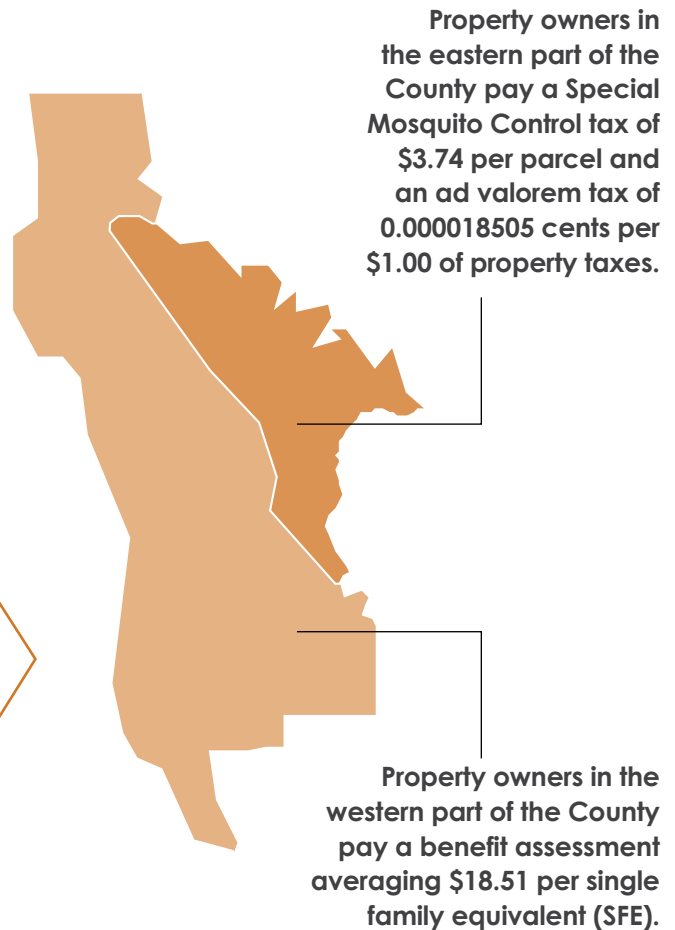 Property owners in
the eastern part of the
County pay a Special
Mosquito Control tax of
$3.74 per parcel and
an ad valorem tax of
0.000018505 cents per
$1.00 of property taxes.
Property owners in the
western part of the County
pay a benefit assessment
averaging $18.51 per single
family equivalent (SFE).